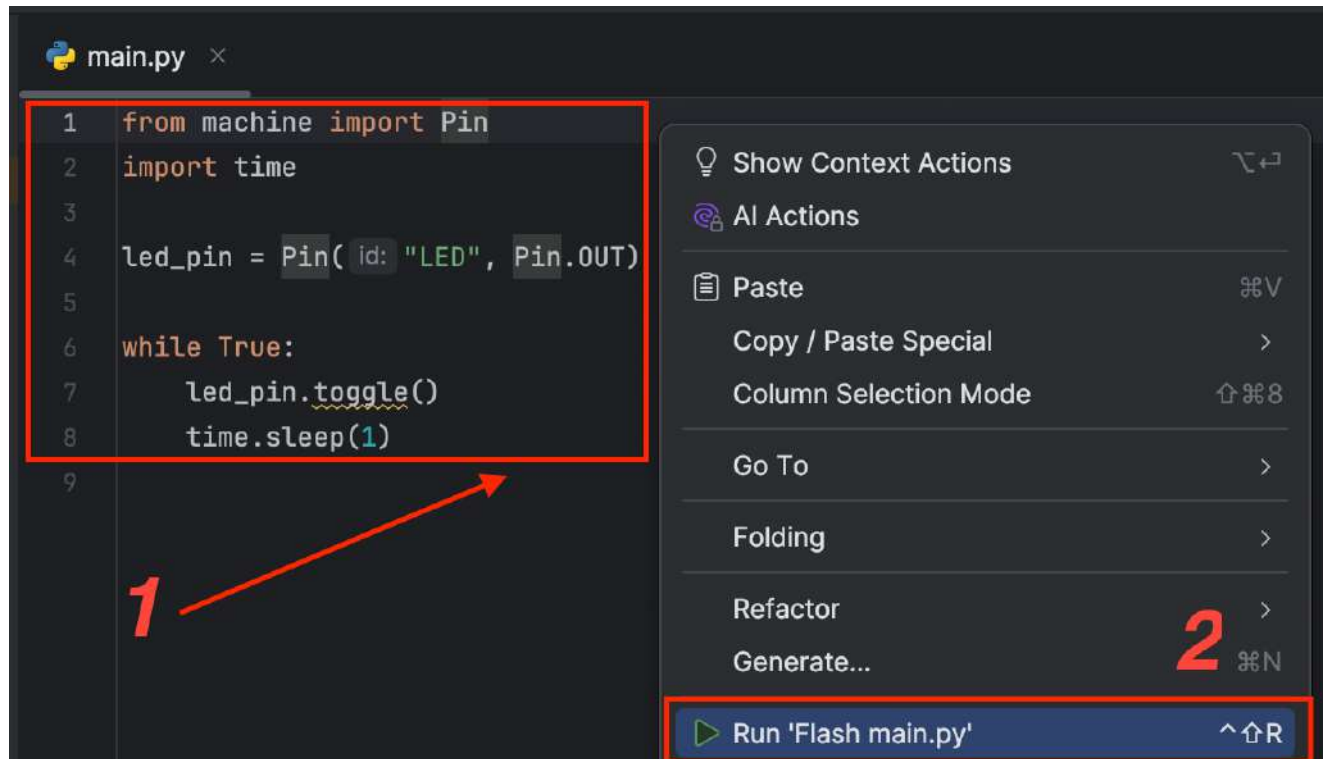 main.py
1 from machine import Pin
2 import time
3
4 led_pin = Pin( id: "LED", Pin.OUT)
5
6 while True:
7     led_pin.toggle()
8     time.sleep(1)
9
1
Show Context Actions ⌥⏎
AI Actions
Paste ⌘V
Copy / Paste Special >
Column Selection Mode ⇧⌘8
Go To >
Folding >
Refactor >
2
Generate... ⌘N
Run 'Flash main.py' ^⇧R